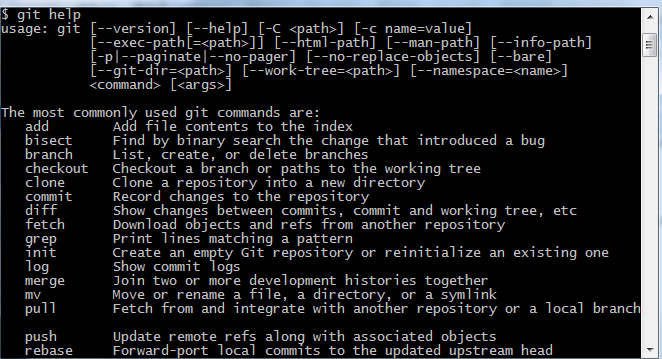 $ git help
usage: git [--version] [--help] [-C <path>] [-c name=value]
           [--exec-path[=<path>]] [--html-path] [--man-path] [--info-path]
           [-p|--paginate|--no-pager] [--no-replace-objects] [--bare]
           [--git-dir=<path>] [--work-tree=<path>] [--namespace=<name>]
           <command> [<args>]

The most commonly used git commands are:
   add        Add file contents to the index
   bisect     Find by binary search the change that introduced a bug
   branch     List, create, or delete branches
   checkout   Checkout a branch or paths to the working tree
   clone      Clone a repository into a new directory
   commit     Record changes to the repository
   diff       Show changes between commits, commit and working tree, etc
   fetch      Download objects and refs from another repository
   grep       Print lines matching a pattern
   init       Create an empty Git repository or reinitialize an existing one
   log        Show commit logs
   merge      Join two or more development histories together
   mv         Move or rename a file, a directory, or a symlink
   pull       Fetch from and integrate with another repository or a local branch

   push       Update remote refs along with associated objects
   rebase     Forward-port local commits to the updated upstream head